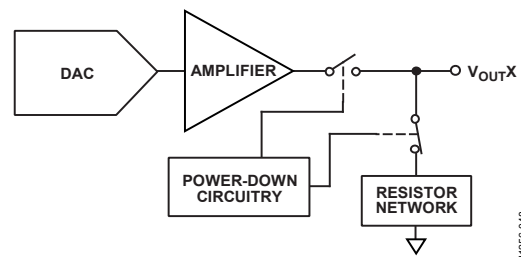 DAC
AMPLIFIER
VOUTX
POWER-DOWN
CIRCUITRY
RESISTOR
NETWORK